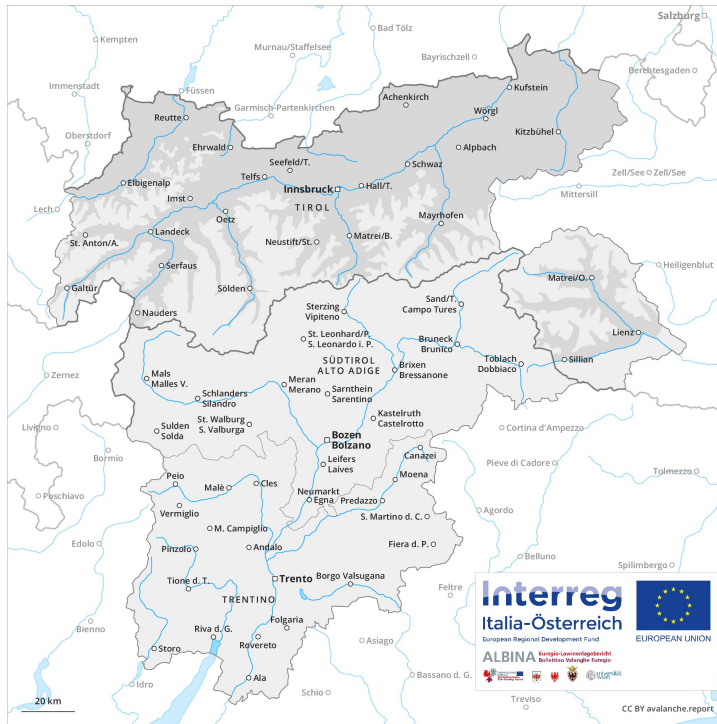 Salzburg
Kempten
Bad Tölz
Murnau/Staffelsee
Bayrischzell
Berchtesgaden
Immenstadt
Füssen
Garmisch-Partenkirchen
Achenkirch
Kufstein
Reutte
Wörgl
Oberstdorf
Kitzbühel
Ehrwald
Alpbach
Seefeld/T.
Schwaz
Telfs
Zell/See
Zell/See
Elbigenalp
Innsbruck
Hall/T.
Mittersill
Imst
TIROL
Lech
Oetz
Mayrhofen
Landeck
Matrei/B.
St. Anton/A.
Neustift/St.
Serfaus
Heiligenblut
Matrei/O.
Galtür
Sölden
Sand/T.
Campo Tures
Nauders
Sterzing
Vipiteno
Lienz
St. Leonhard/P.
S. Leonardo i. P.
Bruneck
Brunico
SÜDTIROL
ALTO ADIGE
Toblach
Dobbiaco
Sillian
Brixen
Bressanone
Zernez
Mals
Malles V.
Meran
Merano
Sarnthein
Sarentino
Schlanders
Silandro
Kastelruth
Castelrotto
Livigno
Sulden
Solda
St. Walburg
S. Valburga
Cortina d'Ampezzo
Bozen
Bolzano
Bormio
Canazei
Leifers
Laives
Pieve di Cadore
Tolmezzo
Peio
Moena
Malè
Cles
Neumarkt
Egna
Predazzo
Poschiavo
Vermiglio
Agordo
S. Martino d. C.
M. Campiglio
Edolo
Pinzolo
Andalo
Fiera d. P.
Belluno
Spilimbergo
Tione d. T.
Trento
Borgo Valsugana
Feltre
TRENTINO
Folgaria
Bienno
Riva d. G.
Rovereto
Asiago
Storo
Idro
Ala
Schio
Bassano d. G.
Treviso
20 km
Interreg
Italia-Österreich
European Regional Development Fund
EUROPEAN UNION
ALBINA
Euregio-Lawinenlagebericht
Bollettino Valanghe Euregio
universität
wien
CC BY avalanche.report